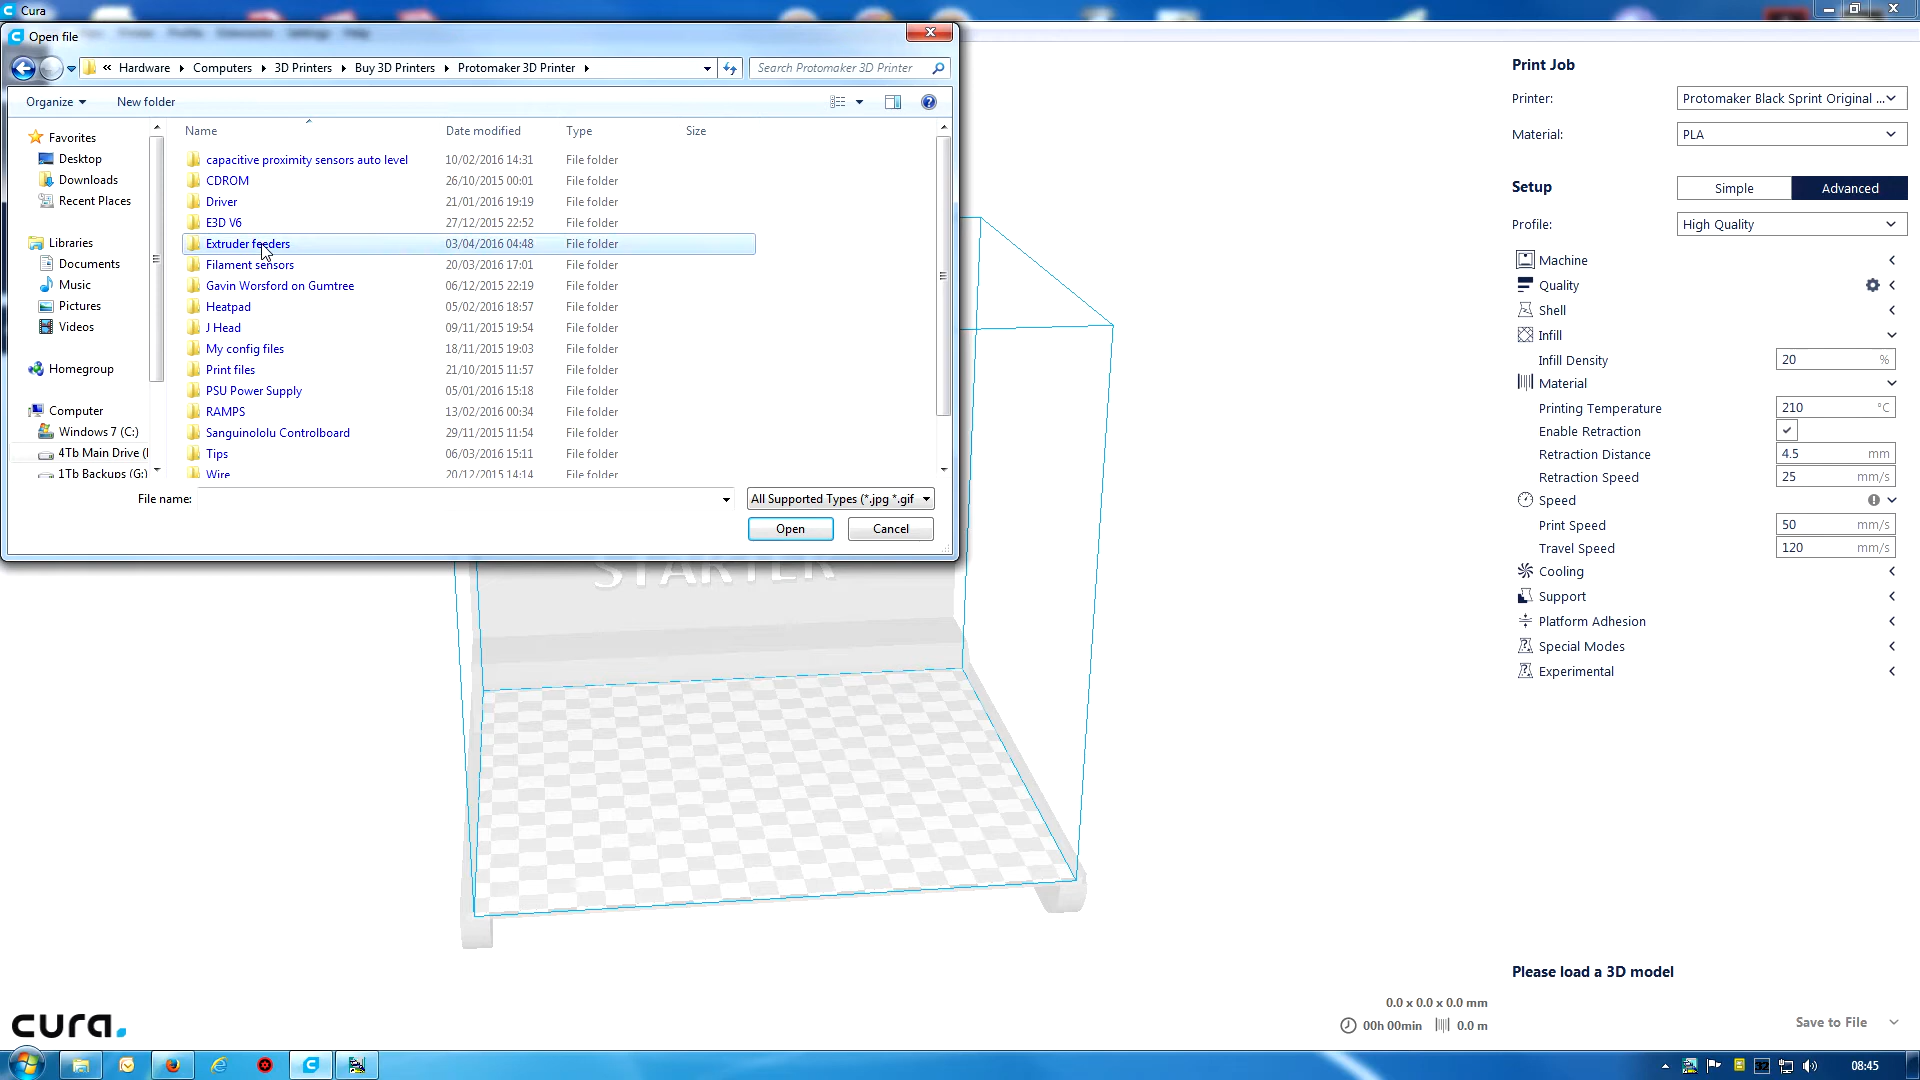 Cura
Open file
« Hardware Computers 3D Printers Buy 3D Printers Protomaker 3D Printer
Search Protomaker 3D Printer
Organize New folder
Name Date modified Type Size
Favorites
Desktop
Downloads
Recent Places
Libraries
Documents
Music
Pictures
Videos
Homegroup
Computer
Windows 7 (C:)
4Tb Main Drive (
1Tb Backups (G:)
capacitive proximity sensors auto level 10/02/2016 14:31 File folder
CDROM 26/10/2015 00:01 File folder
Driver 21/01/2016 19:19 File folder
E3D V6 27/12/2015 22:52 File folder
Extruder feeders 03/04/2016 04:48 File folder
Filament sensors 20/03/2016 17:01 File folder
Gavin Worsford on Gumtree 06/12/2015 22:19 File folder
Heatpad 05/02/2016 18:57 File folder
J Head 09/11/2015 19:54 File folder
My config files 18/11/2015 19:03 File folder
Print files 21/10/2015 11:57 File folder
PSU Power Supply 05/01/2016 15:18 File folder
RAMPS 13/02/2016 00:34 File folder
Sanguinololu Controlboard 29/11/2015 11:54 File folder
Tips 06/03/2016 15:11 File folder
Wire 20/12/2015 14:14 File folder
File name:
All Supported Types (*.jpg *.gif
Open Cancel
STARTER
Print Job
Printer: Protomaker Black Sprint Original ...
Material: PLA
Setup Simple Advanced
Profile: High Quality
Machine
Quality
Shell
Infill
Infill Density 20 %
Material
Printing Temperature 210 °C
Enable Retraction
Retraction Distance 4.5 mm
Retraction Speed 25 mm/s
Speed
Print Speed 50 mm/s
Travel Speed 120 mm/s
Cooling
Support
Platform Adhesion
Special Modes
Experimental
Please load a 3D model
0.0 x 0.0 x 0.0 mm
00h 00min 0.0 m
Save to File
cura.
08:45